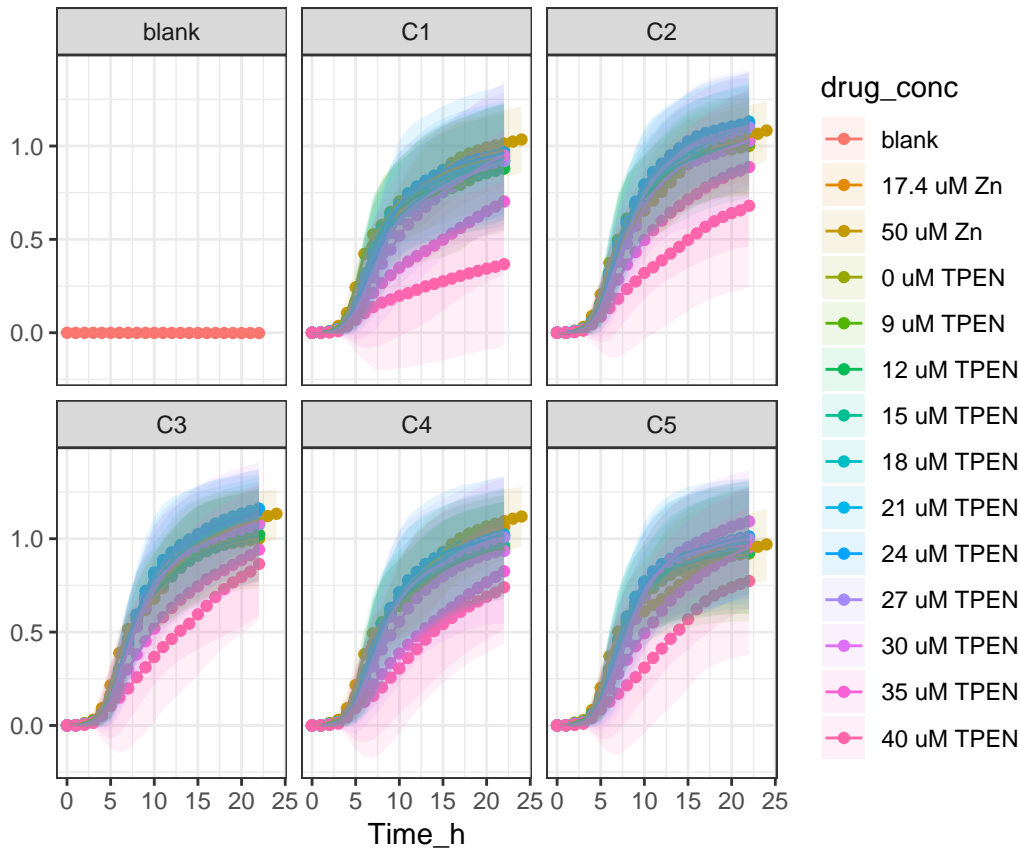 blank C1 C2
1.0
0.5
0.0
C3 C4 C5
1.0
0.5
0.0
0 5 10 15 20 25 0 5 10 15 20 25 0 5 10 15 20 25
Time_h
drug_conc
blank
17.4 uM Zn
50 uM Zn
0 uM TPEN
9 uM TPEN
12 uM TPEN
15 uM TPEN
18 uM TPEN
21 uM TPEN
24 uM TPEN
27 uM TPEN
30 uM TPEN
35 uM TPEN
40 uM TPEN